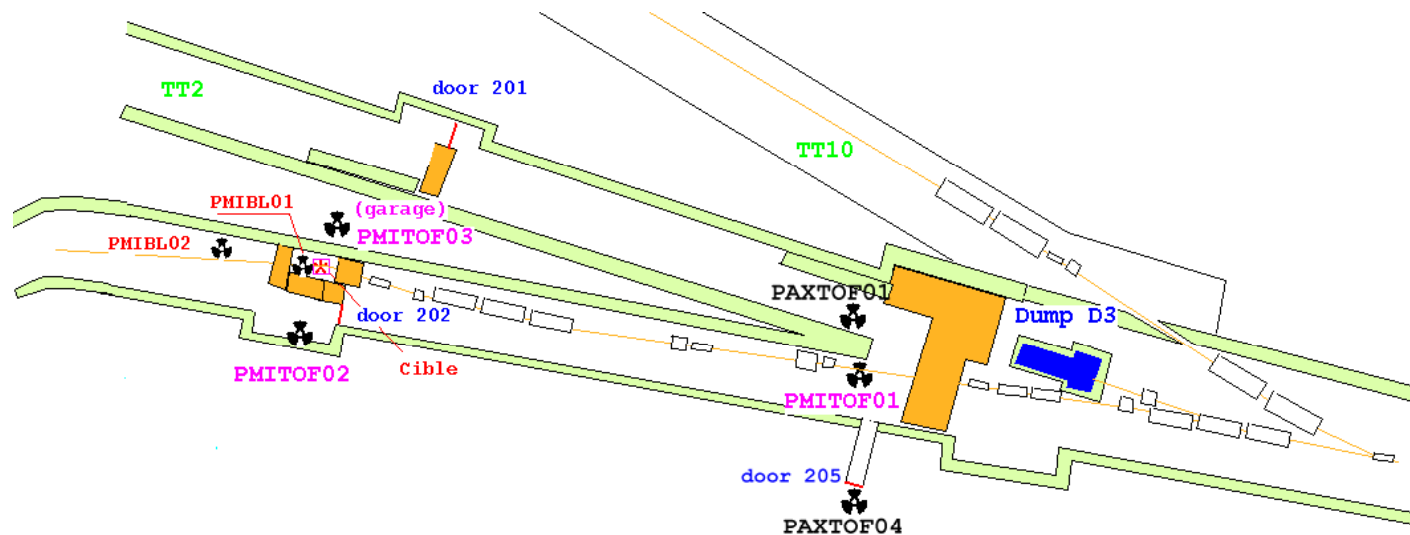 door 201
TT2
TT10
PMIBL01
(garage)
PMITOF03
PMIBL02
PAXTOF01
door 202
Dump D3
Cible
PMITOF02
PMITOF01
door 205
PAXTOF04